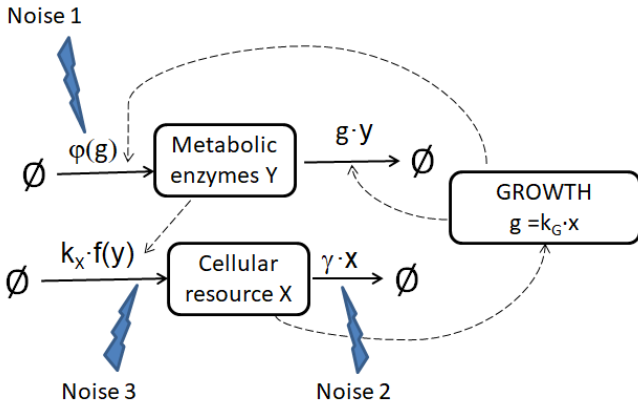 Noise 1
φ(g)
Metabolic
enzymes Y
g·y
Ø
Ø
GROWTH
g =k_G·x
k_X·f(y)
Cellular
resource X
γ·x
Ø
Ø
Noise 3
Noise 2